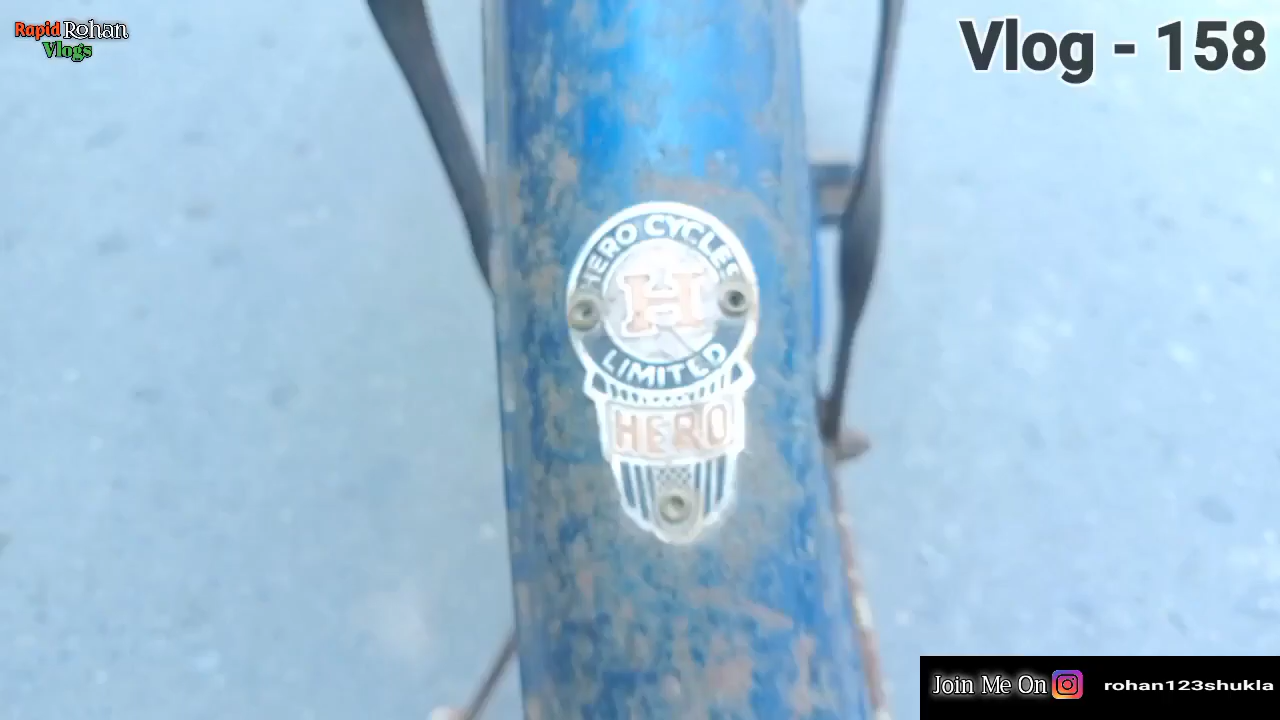 Rapid Rohan
Vlogs
Vlog - 158
HERO CYCLES
H
LIMITED
HERO
Join Me On
rohan123shukla